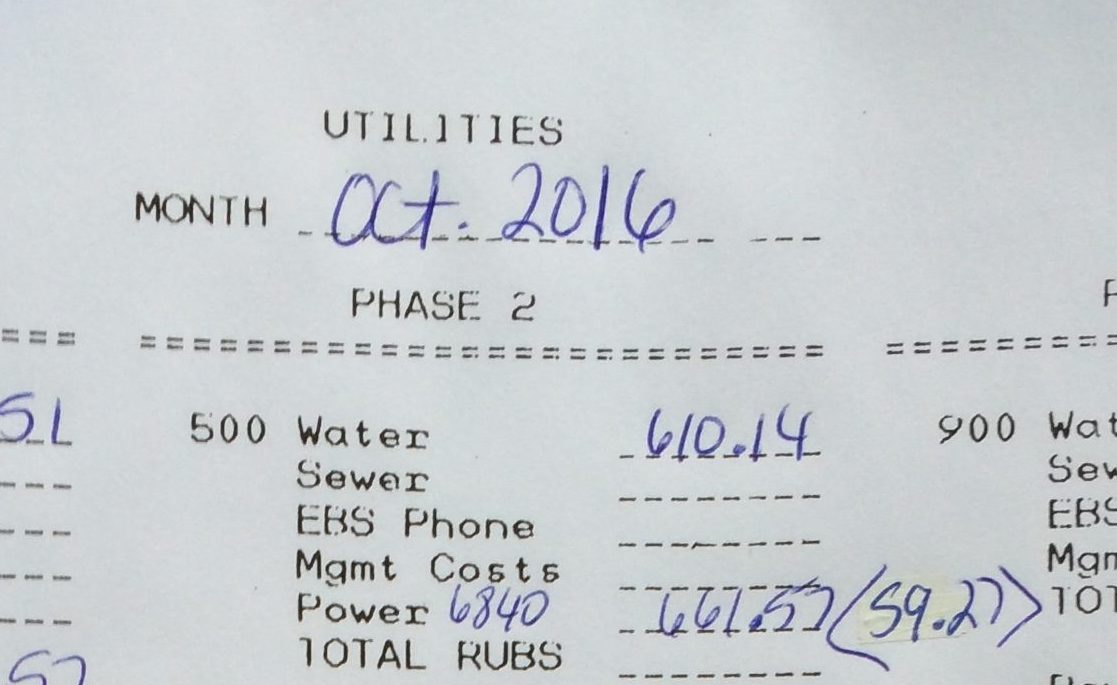 UTILITIES
MONTH Oct. 2016
PHASE 2
500 Water 610.14 900
Sewer
EBS Phone
Mgmt Costs
Power 6840 661.57 (59.27)
TOTAL RUBS